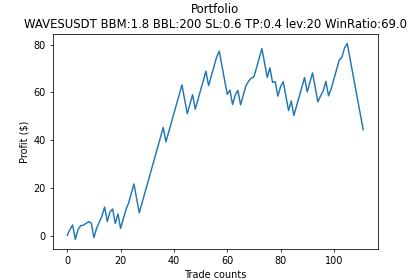 Portfolio
WAVESUSDT BBM:1.8 BBL:200 SL:0.6 TP:0.4 lev:20 WinRatio:69.0
80
60
40
20
0
Profit ($)
0
20
40
60
80
100
Trade counts